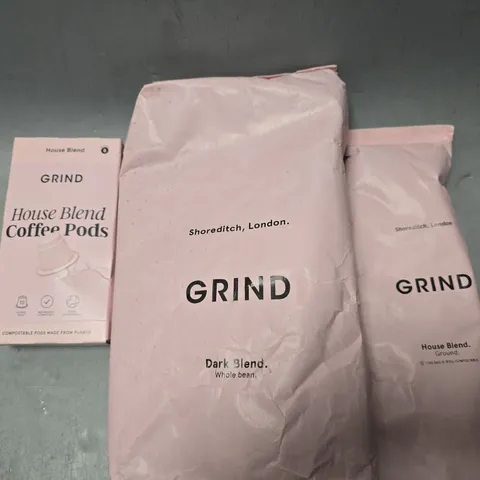 House Blend
GRIND
House Blend
Coffee Pods
COMPOSTABLE PODS MADE FROM PLANTS
Shoreditch, London.
GRIND
Dark Blend.
Whole bean.
Shoreditch, London
GRIND
House Blend.
Ground.